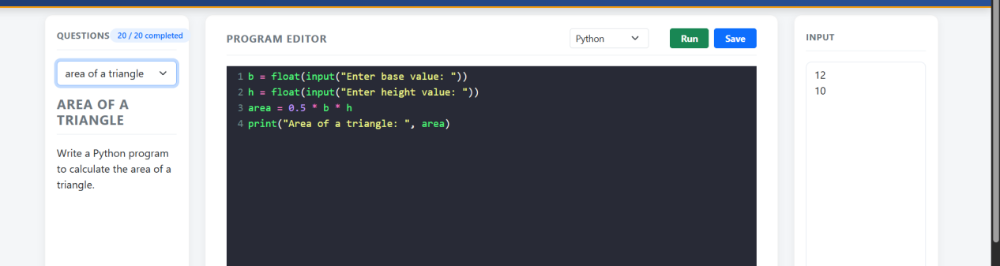 QUESTIONS 20 / 20 completed
area of a triangle
AREA OF A
TRIANGLE
Write a Python program
to calculate the area of a
triangle.
PROGRAM EDITOR
Python
Run
Save
1 b = float(input("Enter base value: "))
2 h = float(input("Enter height value: "))
3 area = 0.5 * b * h
4 print("Area of a triangle: ", area)
INPUT
12
10